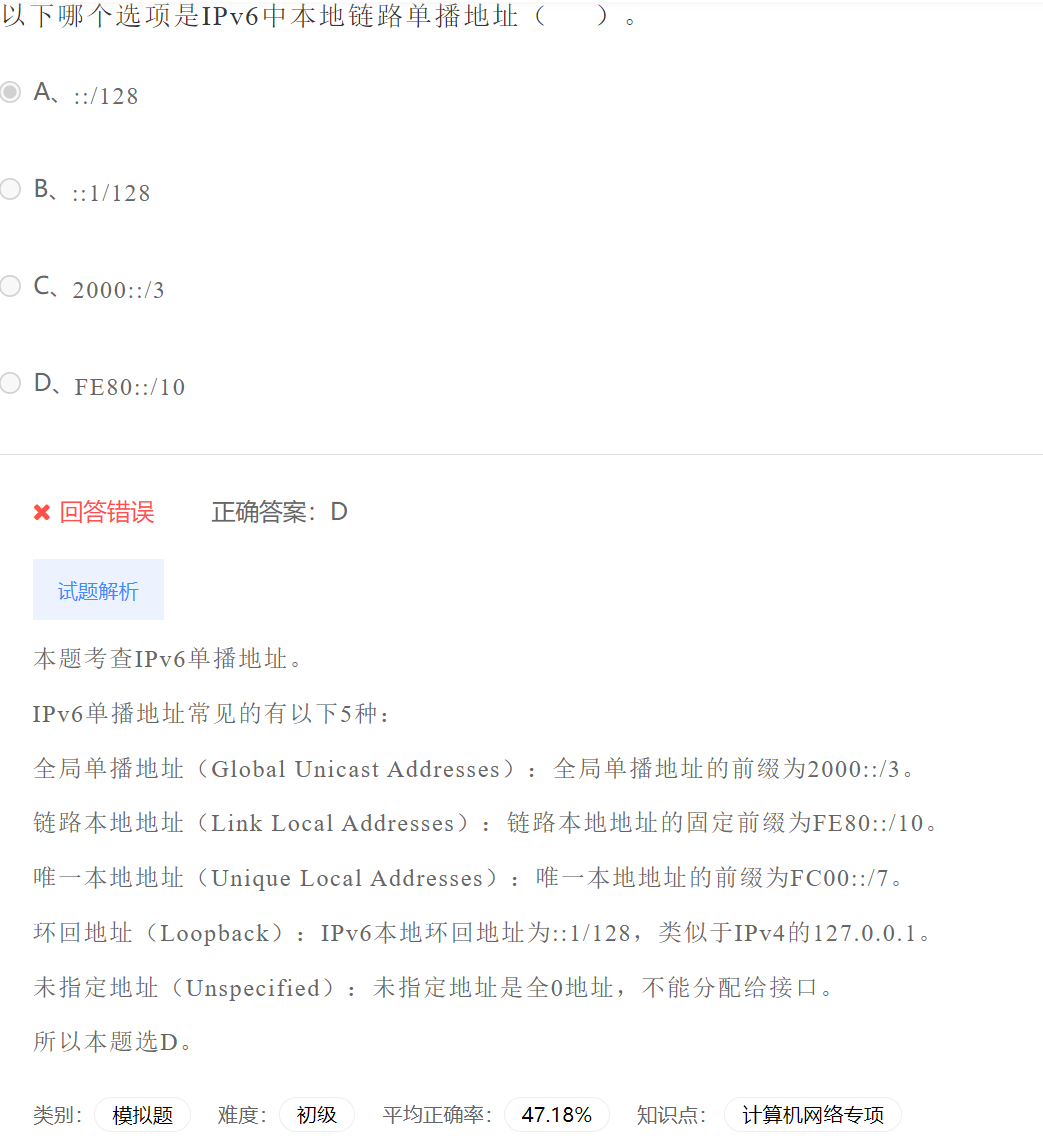 以下哪个选项是IPv6中本地链路单播地址（　　）。
A、::/128
B、::1/128
C、2000::/3
D、FE80::/10
✖ 回答错误 正确答案：D
试题解析
本题考查IPv6单播地址。
IPv6单播地址常见的有以下5种：
全局单播地址（Global Unicast Addresses）：全局单播地址的前缀为2000::/3。
链路本地地址（Link Local Addresses）：链路本地地址的固定前缀为FE80::/10。
唯一本地地址（Unique Local Addresses）：唯一本地地址的前缀为FC00::/7。
环回地址（Loopback）：IPv6本地环回地址为::1/128，类似于IPv4的127.0.0.1。
未指定地址（Unspecified）：未指定地址是全0地址，不能分配给接口。
所以本题选D。
类别： 模拟题 难度： 初级 平均正确率： 47.18% 知识点： 计算机网络专项